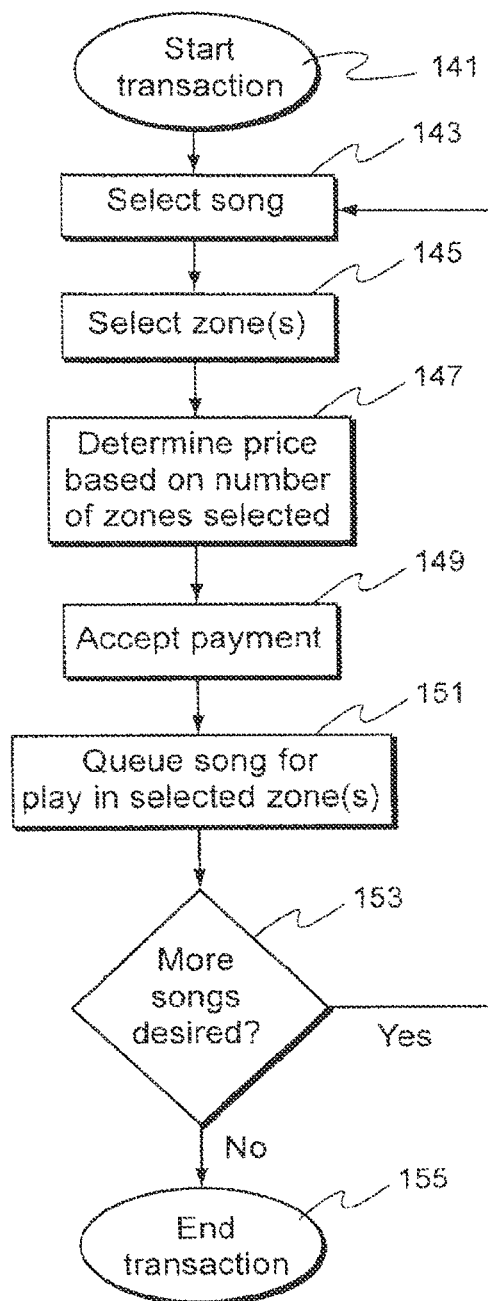 Start
transaction
141
143
Select song
145
Select zone(s)
147
Determine price
based on number
of zones selected
149
Accept payment
151
Queue song for
play in selected zone(s)
153
More
songs
desired?
Yes
No
155
End
transaction